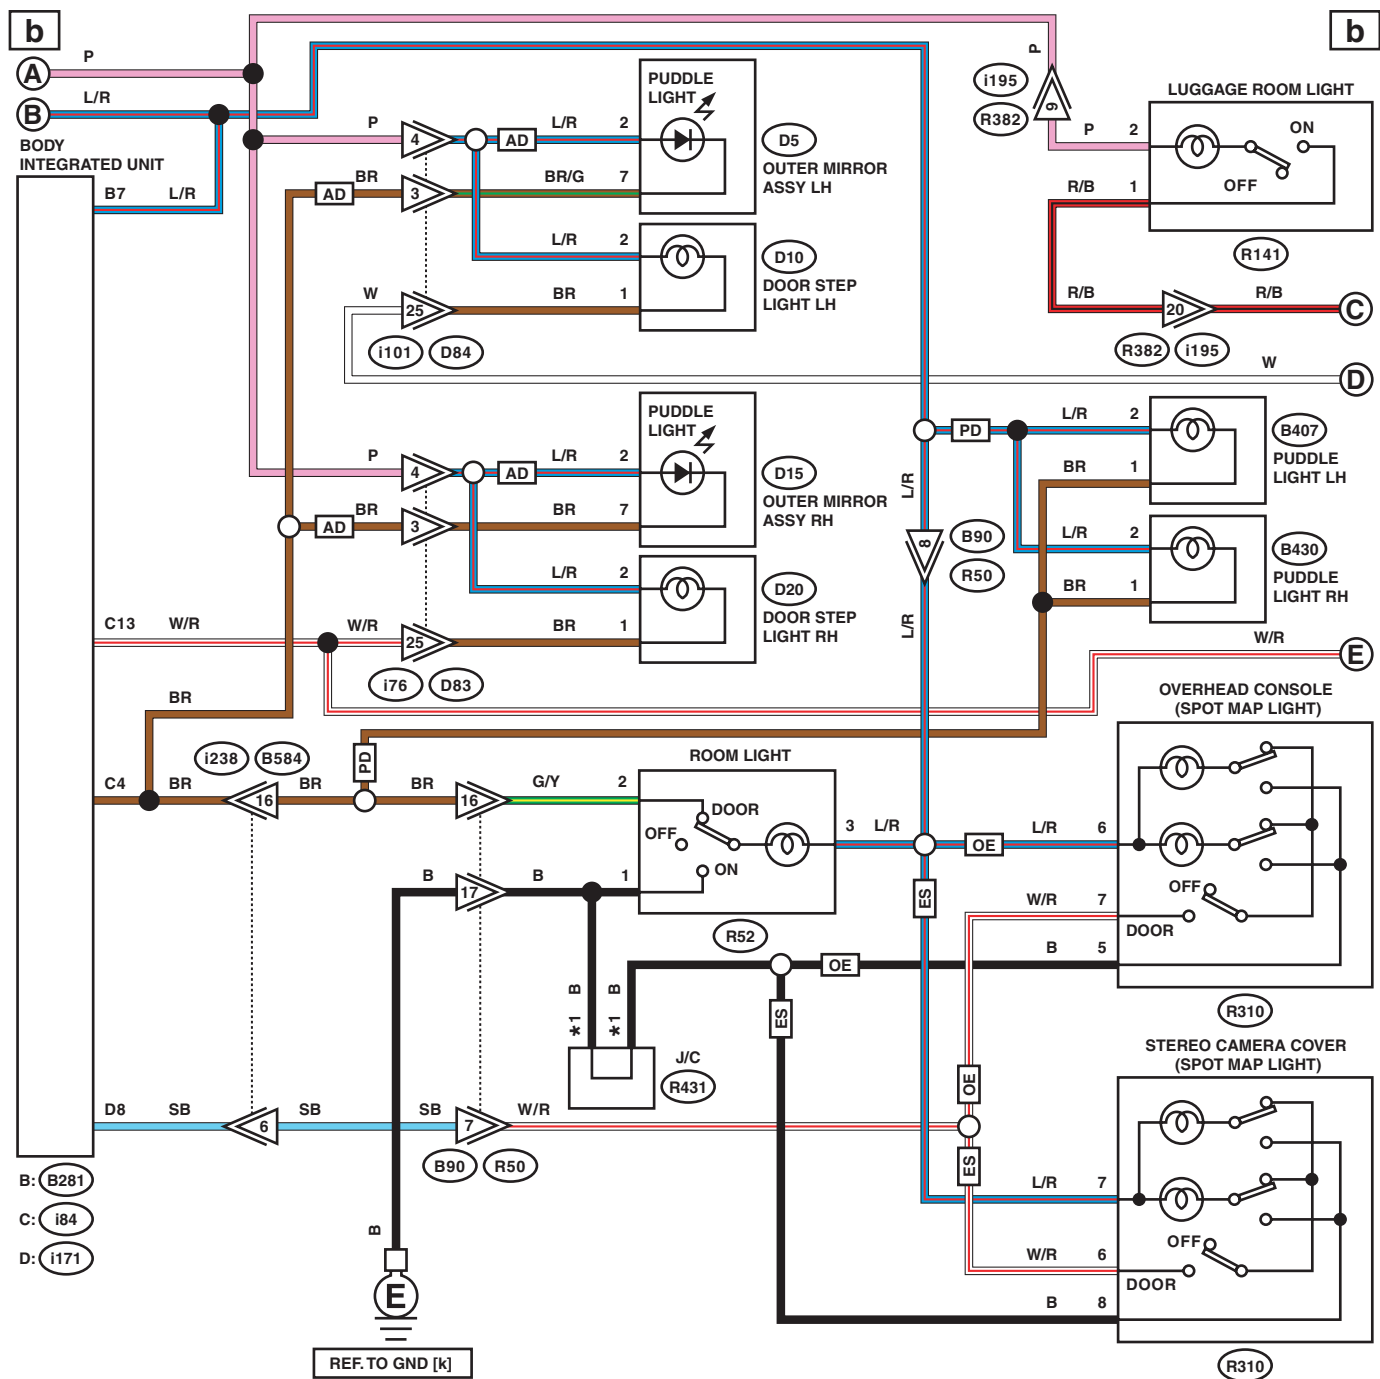 b
b
A
P
B
L/R
BODY
INTEGRATED UNIT
B7
L/R
P
4
AD
L/R
2
PUDDLE
LIGHT
D5
OUTER MIRROR
ASSY LH
AD
BR
3
BR/G
7
L/R
2
D10
DOOR STEP
LIGHT LH
W
25
BR
1
i101
D84
P
i195
R382
9
LUGGAGE ROOM LIGHT
P
2
ON
OFF
R/B
1
R141
R/B
20
R/B
C
R382
i195
W
D
P
4
AD
L/R
2
PUDDLE
LIGHT
D15
OUTER MIRROR
ASSY RH
AD
BR
3
BR
7
L/R
2
D20
DOOR STEP
LIGHT RH
C13
W/R
W/R
25
BR
1
i76
D83
PD
L/R
2
B407
PUDDLE
LIGHT LH
BR
1
L/R
8
B90
R50
L/R
L/R
2
B430
PUDDLE
LIGHT RH
BR
1
W/R
E
BR
i238
B584
PD
C4
BR
16
BR
BR
16
G/Y
2
ROOM LIGHT
DOOR
OFF
ON
3
L/R
B
17
B
1
R52
OE
L/R
6
OVERHEAD CONSOLE
(SPOT MAP LIGHT)
ES
W/R
7
OFF
DOOR
OE
B
5
R310
*1
B
*1
B
ES
J/C
R431
STEREO CAMERA COVER
(SPOT MAP LIGHT)
OE
D8
SB
6
SB
SB
7
W/R
ES
B90
R50
L/R
7
W/R
6
OFF
DOOR
B
8
R310
B: B281
C: i84
D: i171
B
E
REF. TO GND [k]